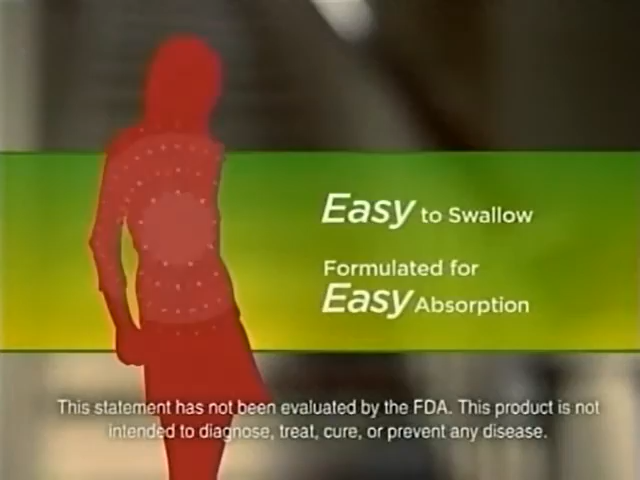 Easy to Swallow
Formulated for
Easy Absorption
This statement has not been evaluated by the FDA. This product is not
intended to diagnose, treat, cure, or prevent any disease.